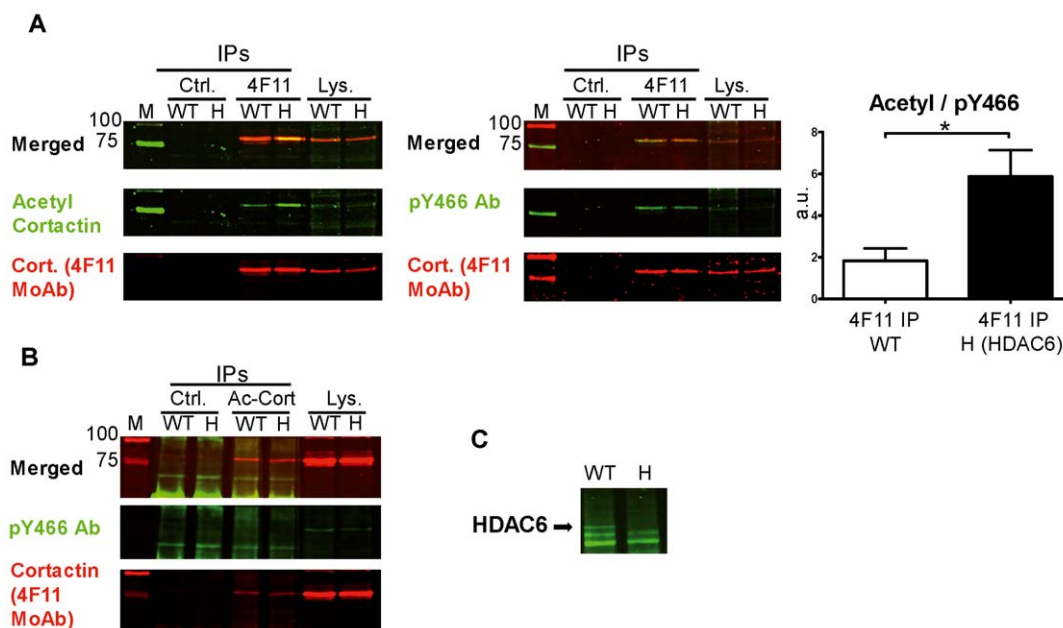 A
IPs
Ctrl. 4F11 Lys.
M WT H WT H WT H
100
75
Merged
Acetyl
Cortactin
Cort. (4F11
MoAb)
IPs
Ctrl. 4F11 Lys.
M WT H WT H WT H
100
75
Merged
pY466 Ab
Cort. (4F11
MoAb)
Acetyl / pY466
*
8
6
4
2
0
a.u.
4F11 IP
WT
4F11 IP
H (HDAC6)
B
IPs
Ctrl. Ac-Cort Lys.
M WT H WT H WT H
100
75
Merged
pY466 Ab
Cortactin
(4F11
MoAb)
C
WT H
HDAC6